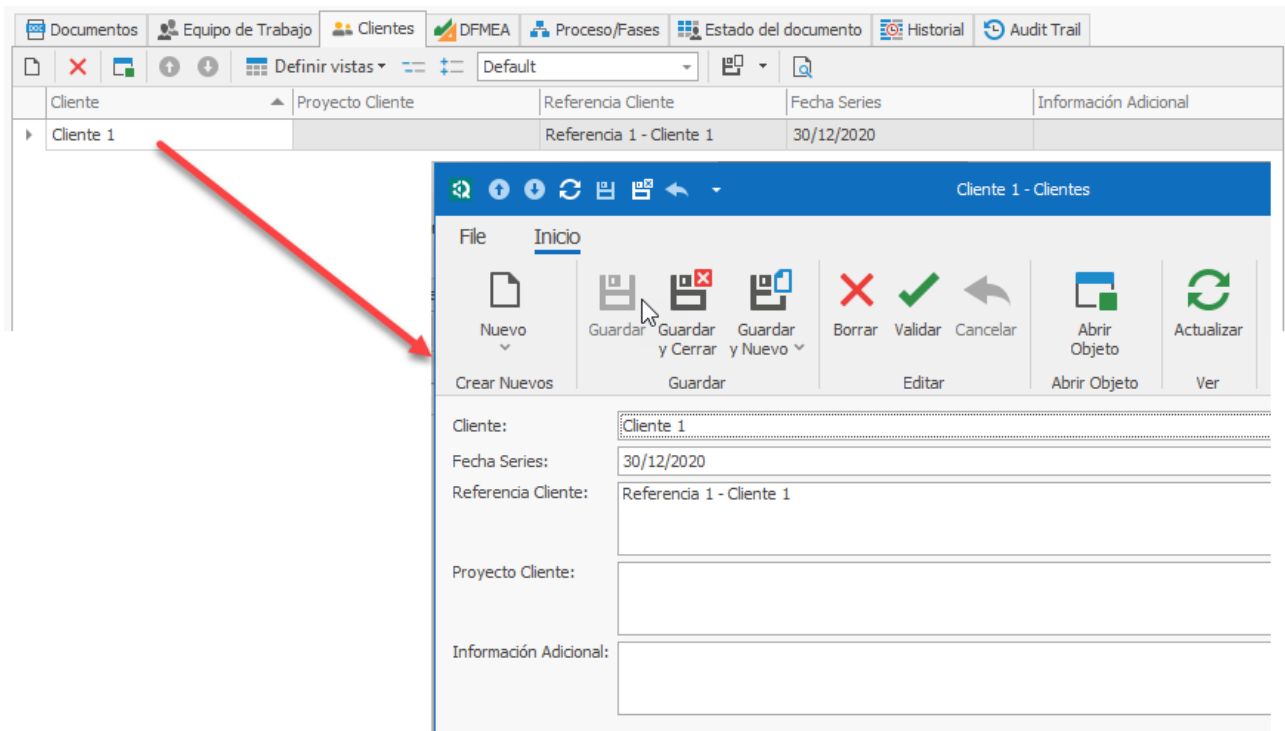 Documentos Equipo de Trabajo Clientes DFMEA Proceso/Fases Estado del documento Historial Audit Trail
Definir vistas Default
Cliente Proyecto Cliente Referencia Cliente Fecha Series Información Adicional
Cliente 1 Referencia 1 - Cliente 1 30/12/2020
Cliente 1 - Clientes
File Inicio
Nuevo Guardar Guardar y Cerrar Guardar y Nuevo Borrar Validar Cancelar Abrir Objeto Actualizar
Crear Nuevos Guardar Editar Abrir Objeto Ver
Cliente: Cliente 1
Fecha Series: 30/12/2020
Referencia Cliente: Referencia 1 - Cliente 1
Proyecto Cliente:
Información Adicional: